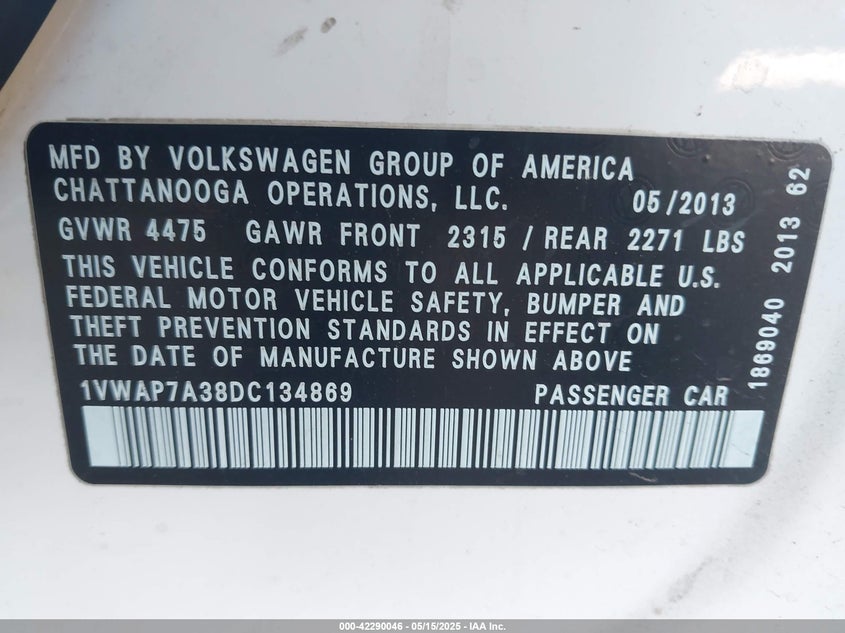 MFD BY VOLKSWAGEN GROUP OF AMERICA
CHATTANOOGA OPERATIONS, LLC. 05/2013
GVWR 4475 GAWR FRONT 2315 / REAR 2271 LBS
THIS VEHICLE CONFORMS TO ALL APPLICABLE U.S.
FEDERAL MOTOR VEHICLE SAFETY, BUMPER AND
THEFT PREVENTION STANDARDS IN EFFECT ON
THE DATE OF MANUFACTURE SHOWN ABOVE
1VWAP7A38DC134869 PASSENGER CAR
1869040 2013 62
000-42290046 - 05/15/2025 - IAA Inc.